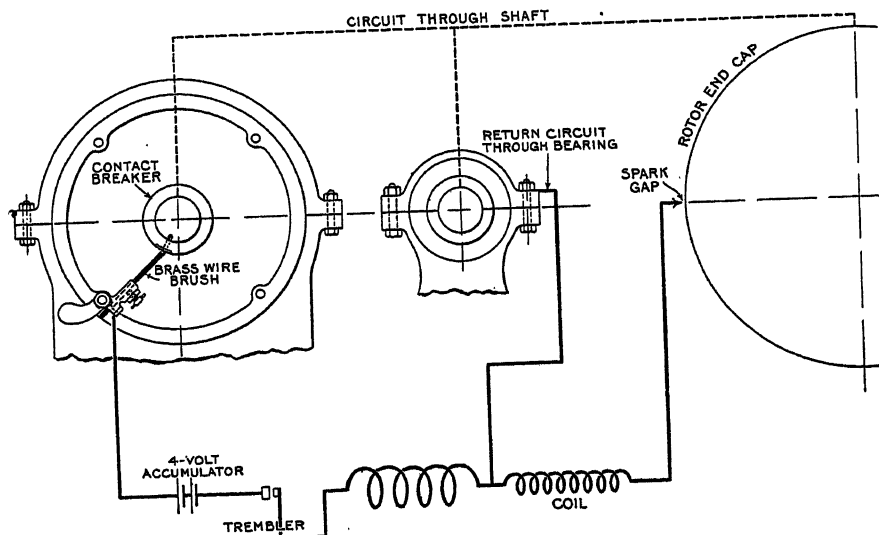 CIRCUIT THROUGH SHAFT
ROTOR END CAP
RETURN CIRCUIT
THROUGH BEARING
CONTACT
BREAKER
SPARK
GAP
BRASS WIRE
BRUSH
4-VOLT
ACCUMULATOR
COIL
TREMBLER